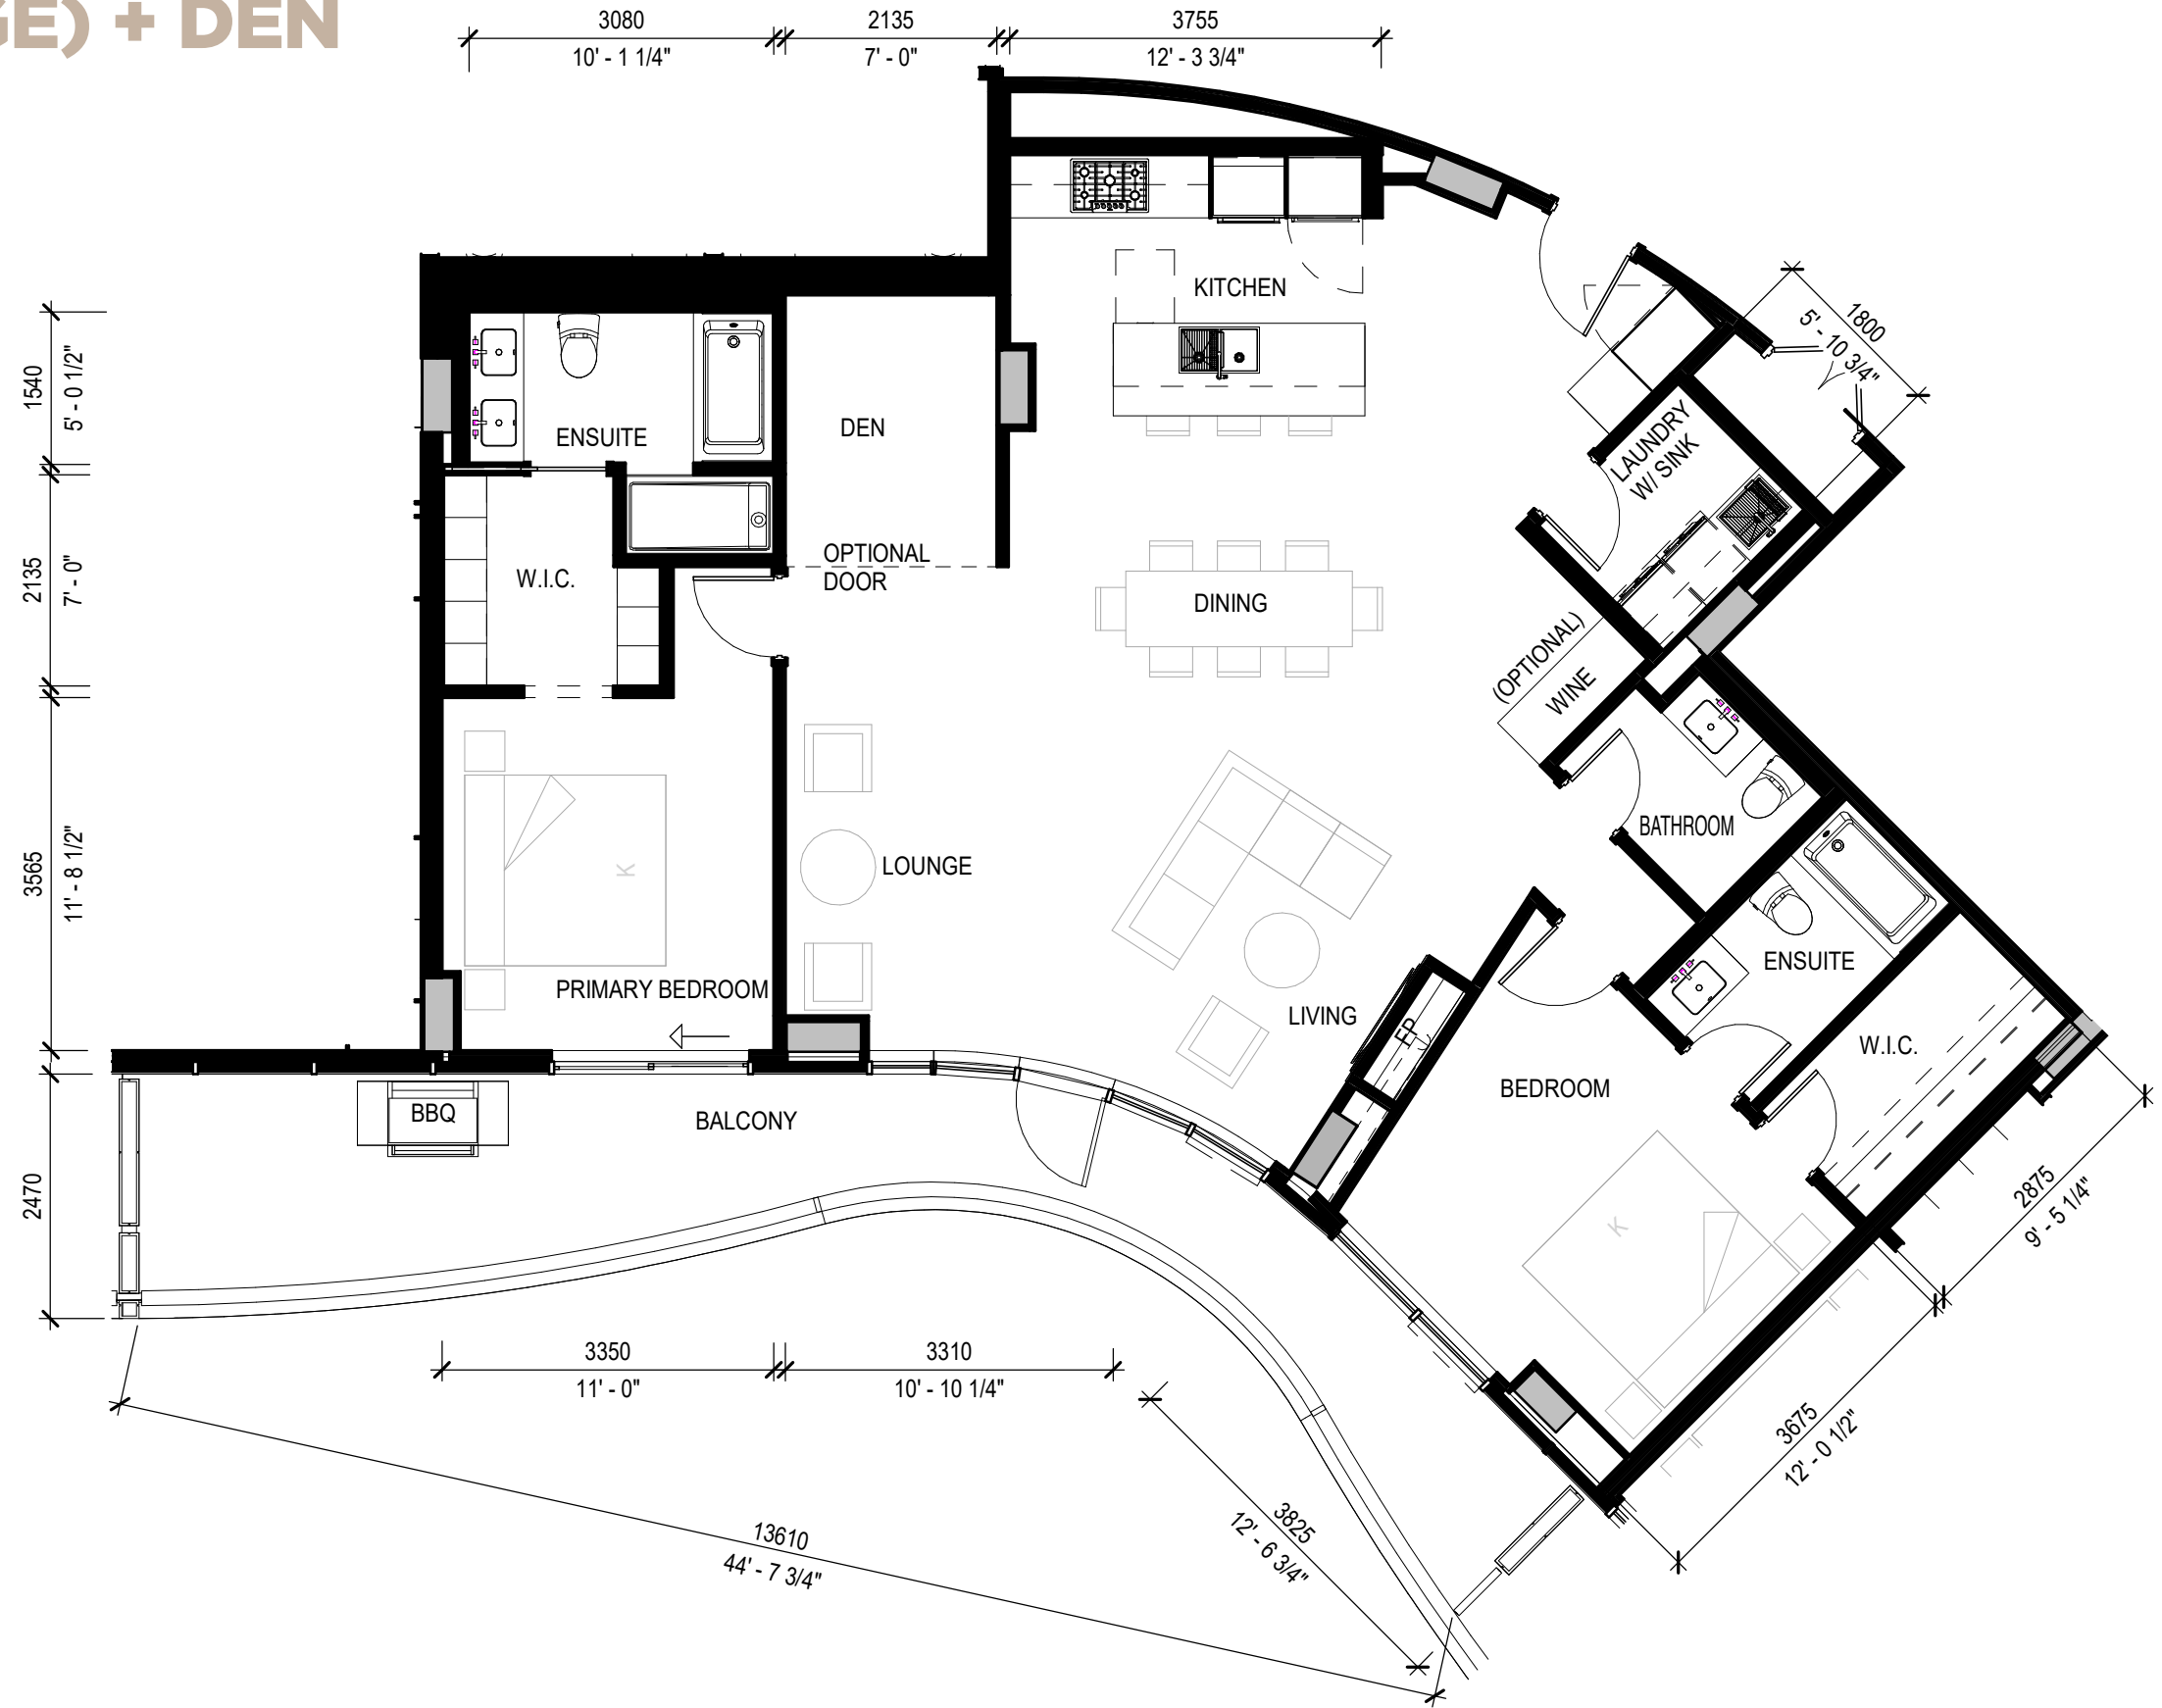 GE) + DEN
3080
10' - 1 1/4"
2135
7' - 0"
3755
12' - 3 3/4"
1800
5' - 10 3/4"
KITCHEN
1540
5' - 0 1/2"
ENSUITE
DEN
LAUNDRY
W/ SINK
2135
7' - 0"
W.I.C.
OPTIONAL
DOOR
DINING
(OPTIONAL)
WINE
3565
11' - 8 1/2"
K
LOUNGE
BATHROOM
PRIMARY BEDROOM
LIVING
FP
ENSUITE
W.I.C.
BEDROOM
BBQ
BALCONY
2470
K
2875
9' - 5 1/4"
3350
11' - 0"
3310
10' - 10 1/4"
3675
12' - 0 1/2"
3825
12' - 6 3/4"
13610
44' - 7 3/4"